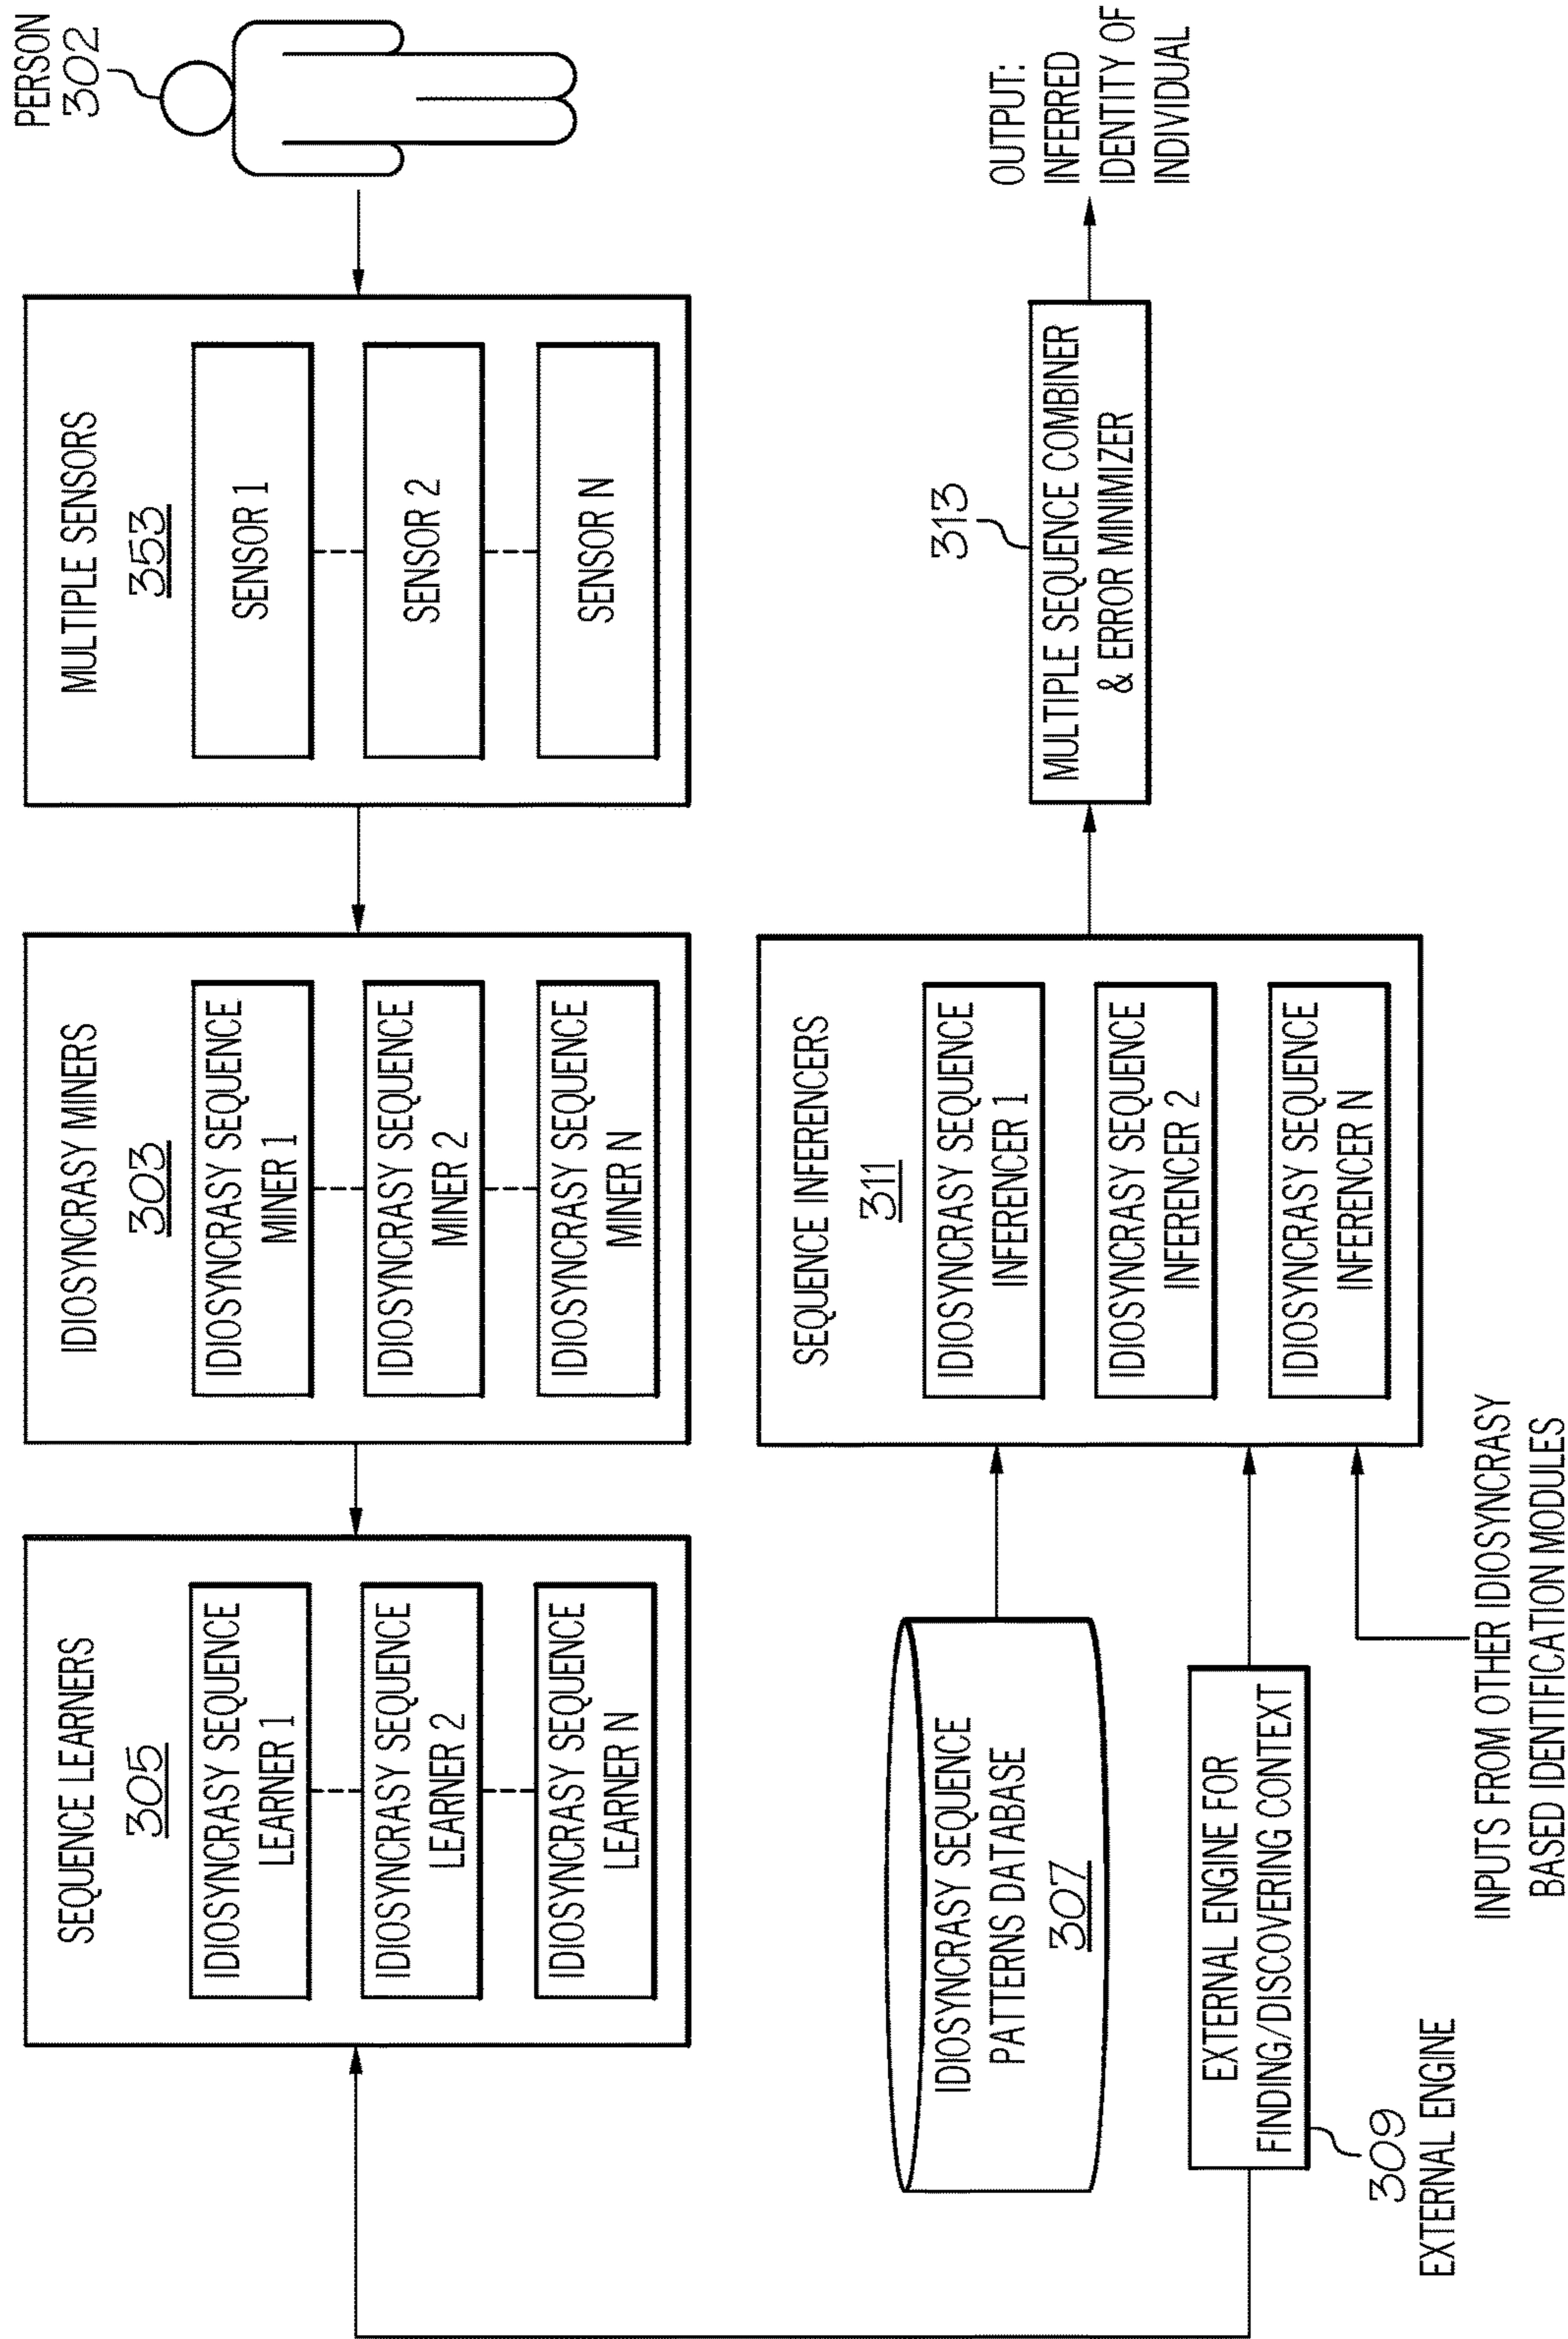 PERSON
302
MULTIPLE SENSORS
353
SENSOR 1
SENSOR 2
SENSOR N
IDIOSYNCRASY MINERS
303
IDIOSYNCRASY SEQUENCE
MINER 1
IDIOSYNCRASY SEQUENCE
MINER 2
IDIOSYNCRASY SEQUENCE
MINER N
SEQUENCE LEARNERS
305
IDIOSYNCRASY SEQUENCE
LEARNER 1
IDIOSYNCRASY SEQUENCE
LEARNER 2
IDIOSYNCRASY SEQUENCE
LEARNER N
IDIOSYNCRASY SEQUENCE
PATTERNS DATABASE
307
EXTERNAL ENGINE FOR
FINDING/DISCOVERING CONTEXT
309
EXTERNAL ENGINE
INPUTS FROM OTHER IDIOSYNCRASY
BASED IDENTIFICATION MODULES
SEQUENCE INFERENCERS
311
IDIOSYNCRASY SEQUENCE
INFERENCER 1
IDIOSYNCRASY SEQUENCE
INFERENCER 2
IDIOSYNCRASY SEQUENCE
INFERENCER N
313
MULTIPLE SEQUENCE COMBINER
& ERROR MINIMIZER
OUTPUT:
INFERRED
IDENTITY OF
INDIVIDUAL